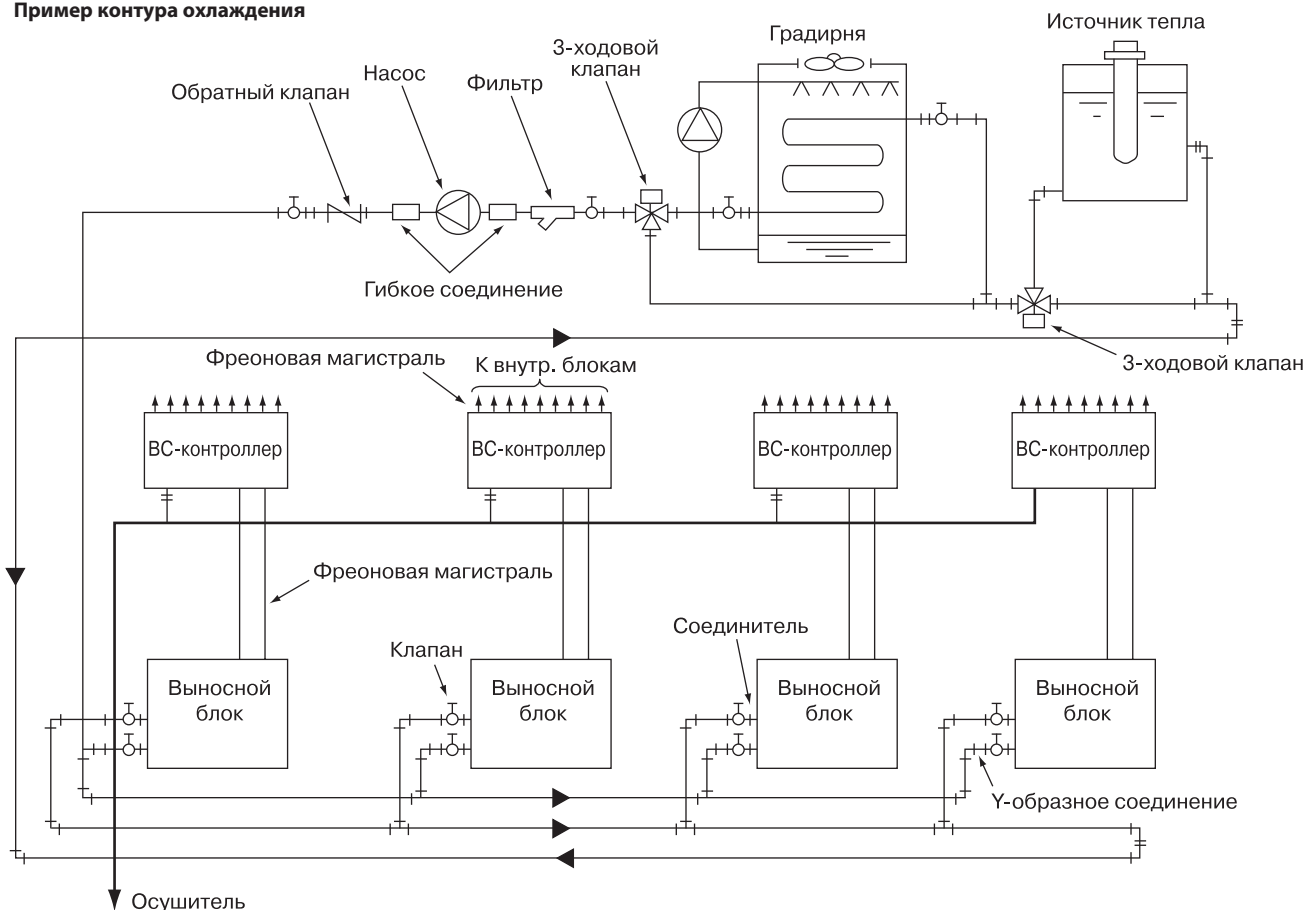 Пример контура охлаждения
Источник тепла
Градирня
3-ходовой
клапан
Насос
Фильтр
Обратный клапан
Гибкое соединение
3-ходовой клапан
Фреоновая магистраль
К внутр. блокам
ВС-контроллер
ВС-контроллер
ВС-контроллер
ВС-контроллер
Фреоновая магистраль
Соединитель
Клапан
Выносной
блок
Выносной
блок
Выносной
блок
Выносной
блок
Y-образное соединение
Осушитель